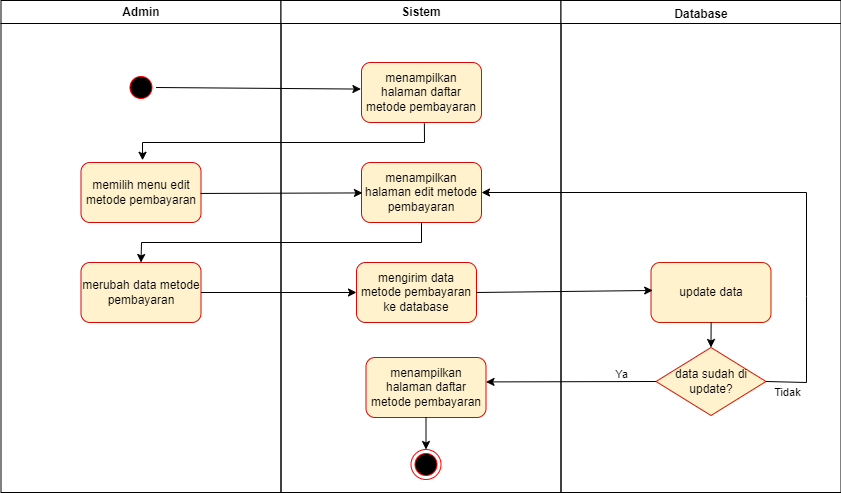 Admin
Sistem
Database
menampilkan
halaman daftar
metode pembayaran
memilih menu edit
metode pembayaran
menampilkan
halaman edit metode
pembayaran
merubah data metode
pembayaran
mengirim data
metode pembayaran
ke database
update data
menampilkan
halaman daftar
metode pembayaran
Ya
data sudah di
update?
Tidak